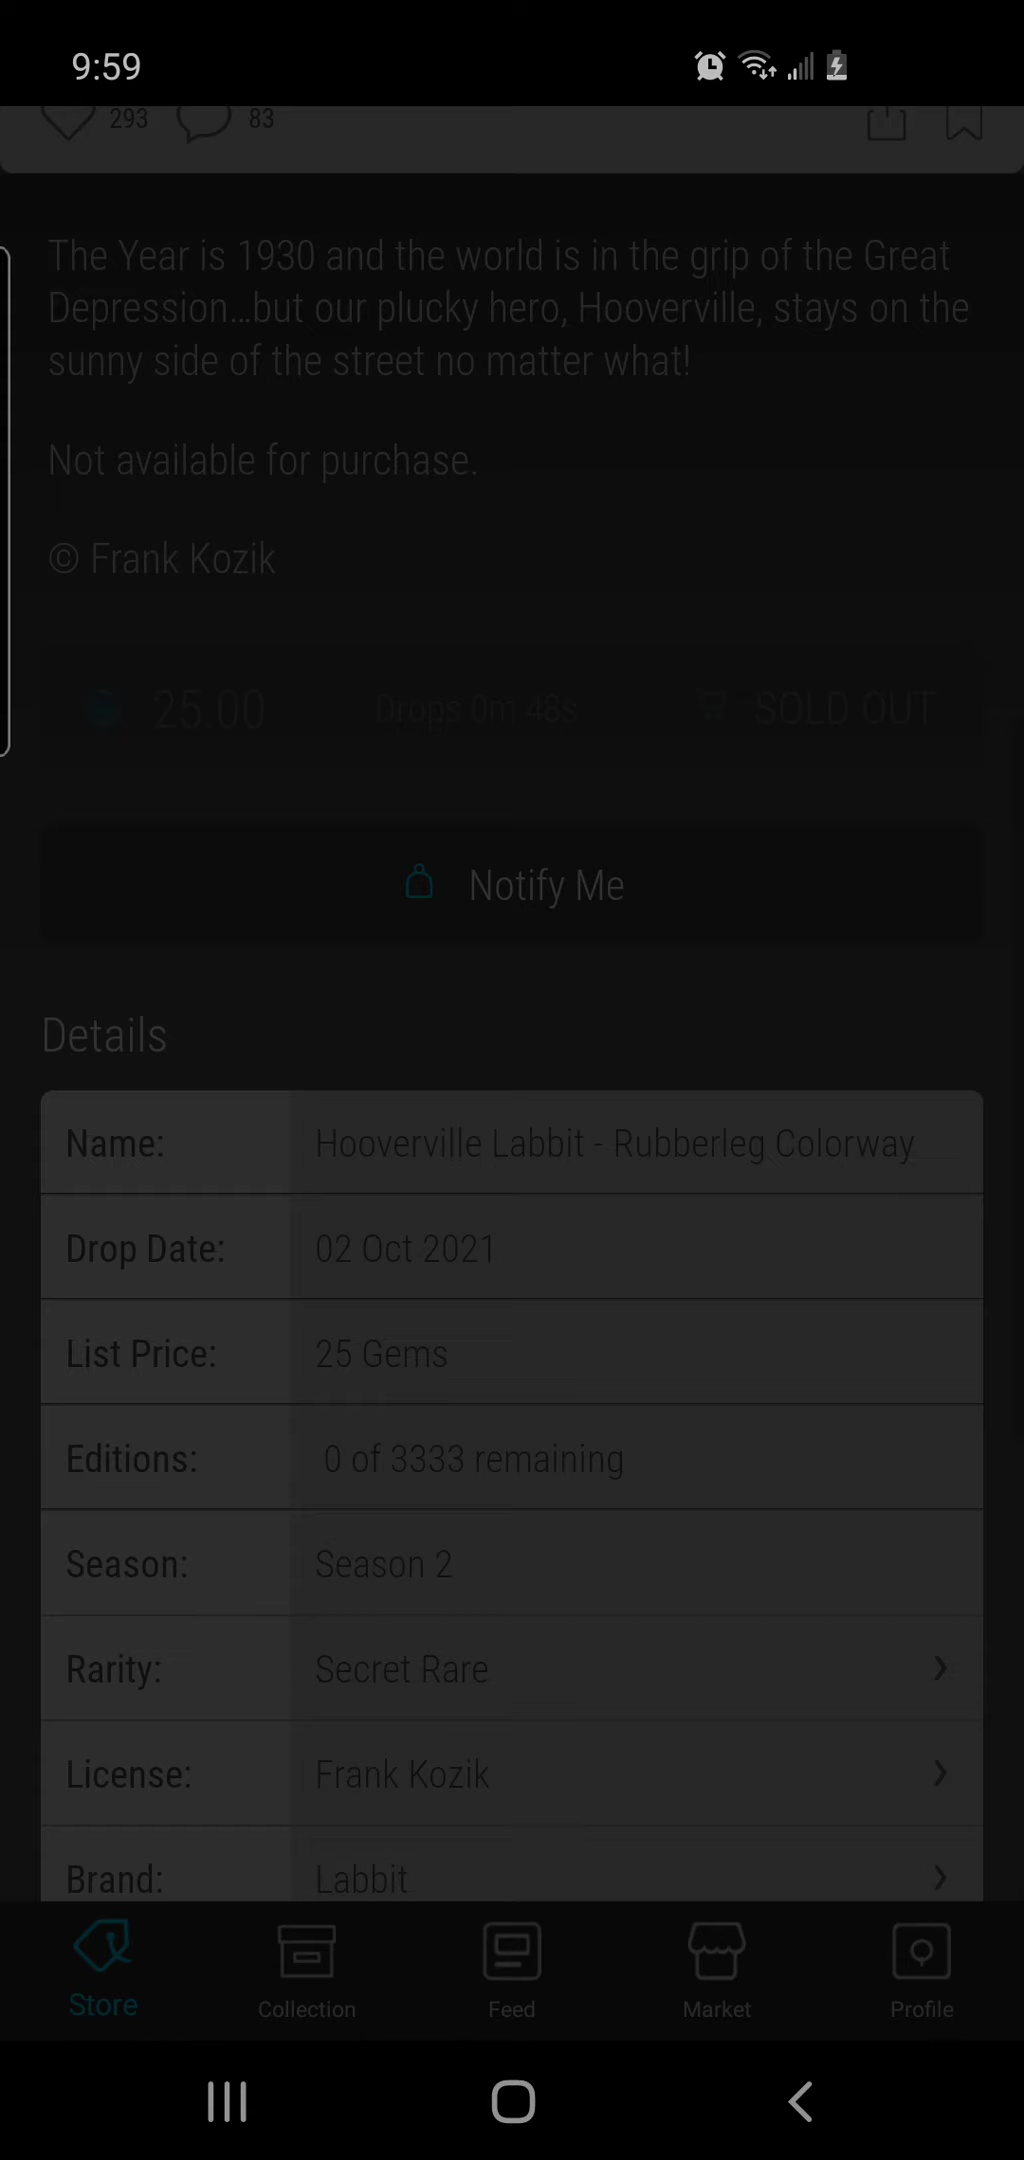 9:59
293 83
The Year is 1930 and the world is in the grip of the Great
Depression...but our plucky hero, Hooverville, stays on the
sunny side of the street no matter what!
Not available for purchase.
© Frank Kozik
25.00 Drops 0m 48s SOLD OUT
Notify Me
Details
Name: Hooverville Labbit - Rubberleg Colorway
Drop Date: 02 Oct 2021
List Price: 25 Gems
Editions: 0 of 3333 remaining
Season: Season 2
Rarity: Secret Rare
License: Frank Kozik
Brand: Labbit
Store Collection Feed Market Profile